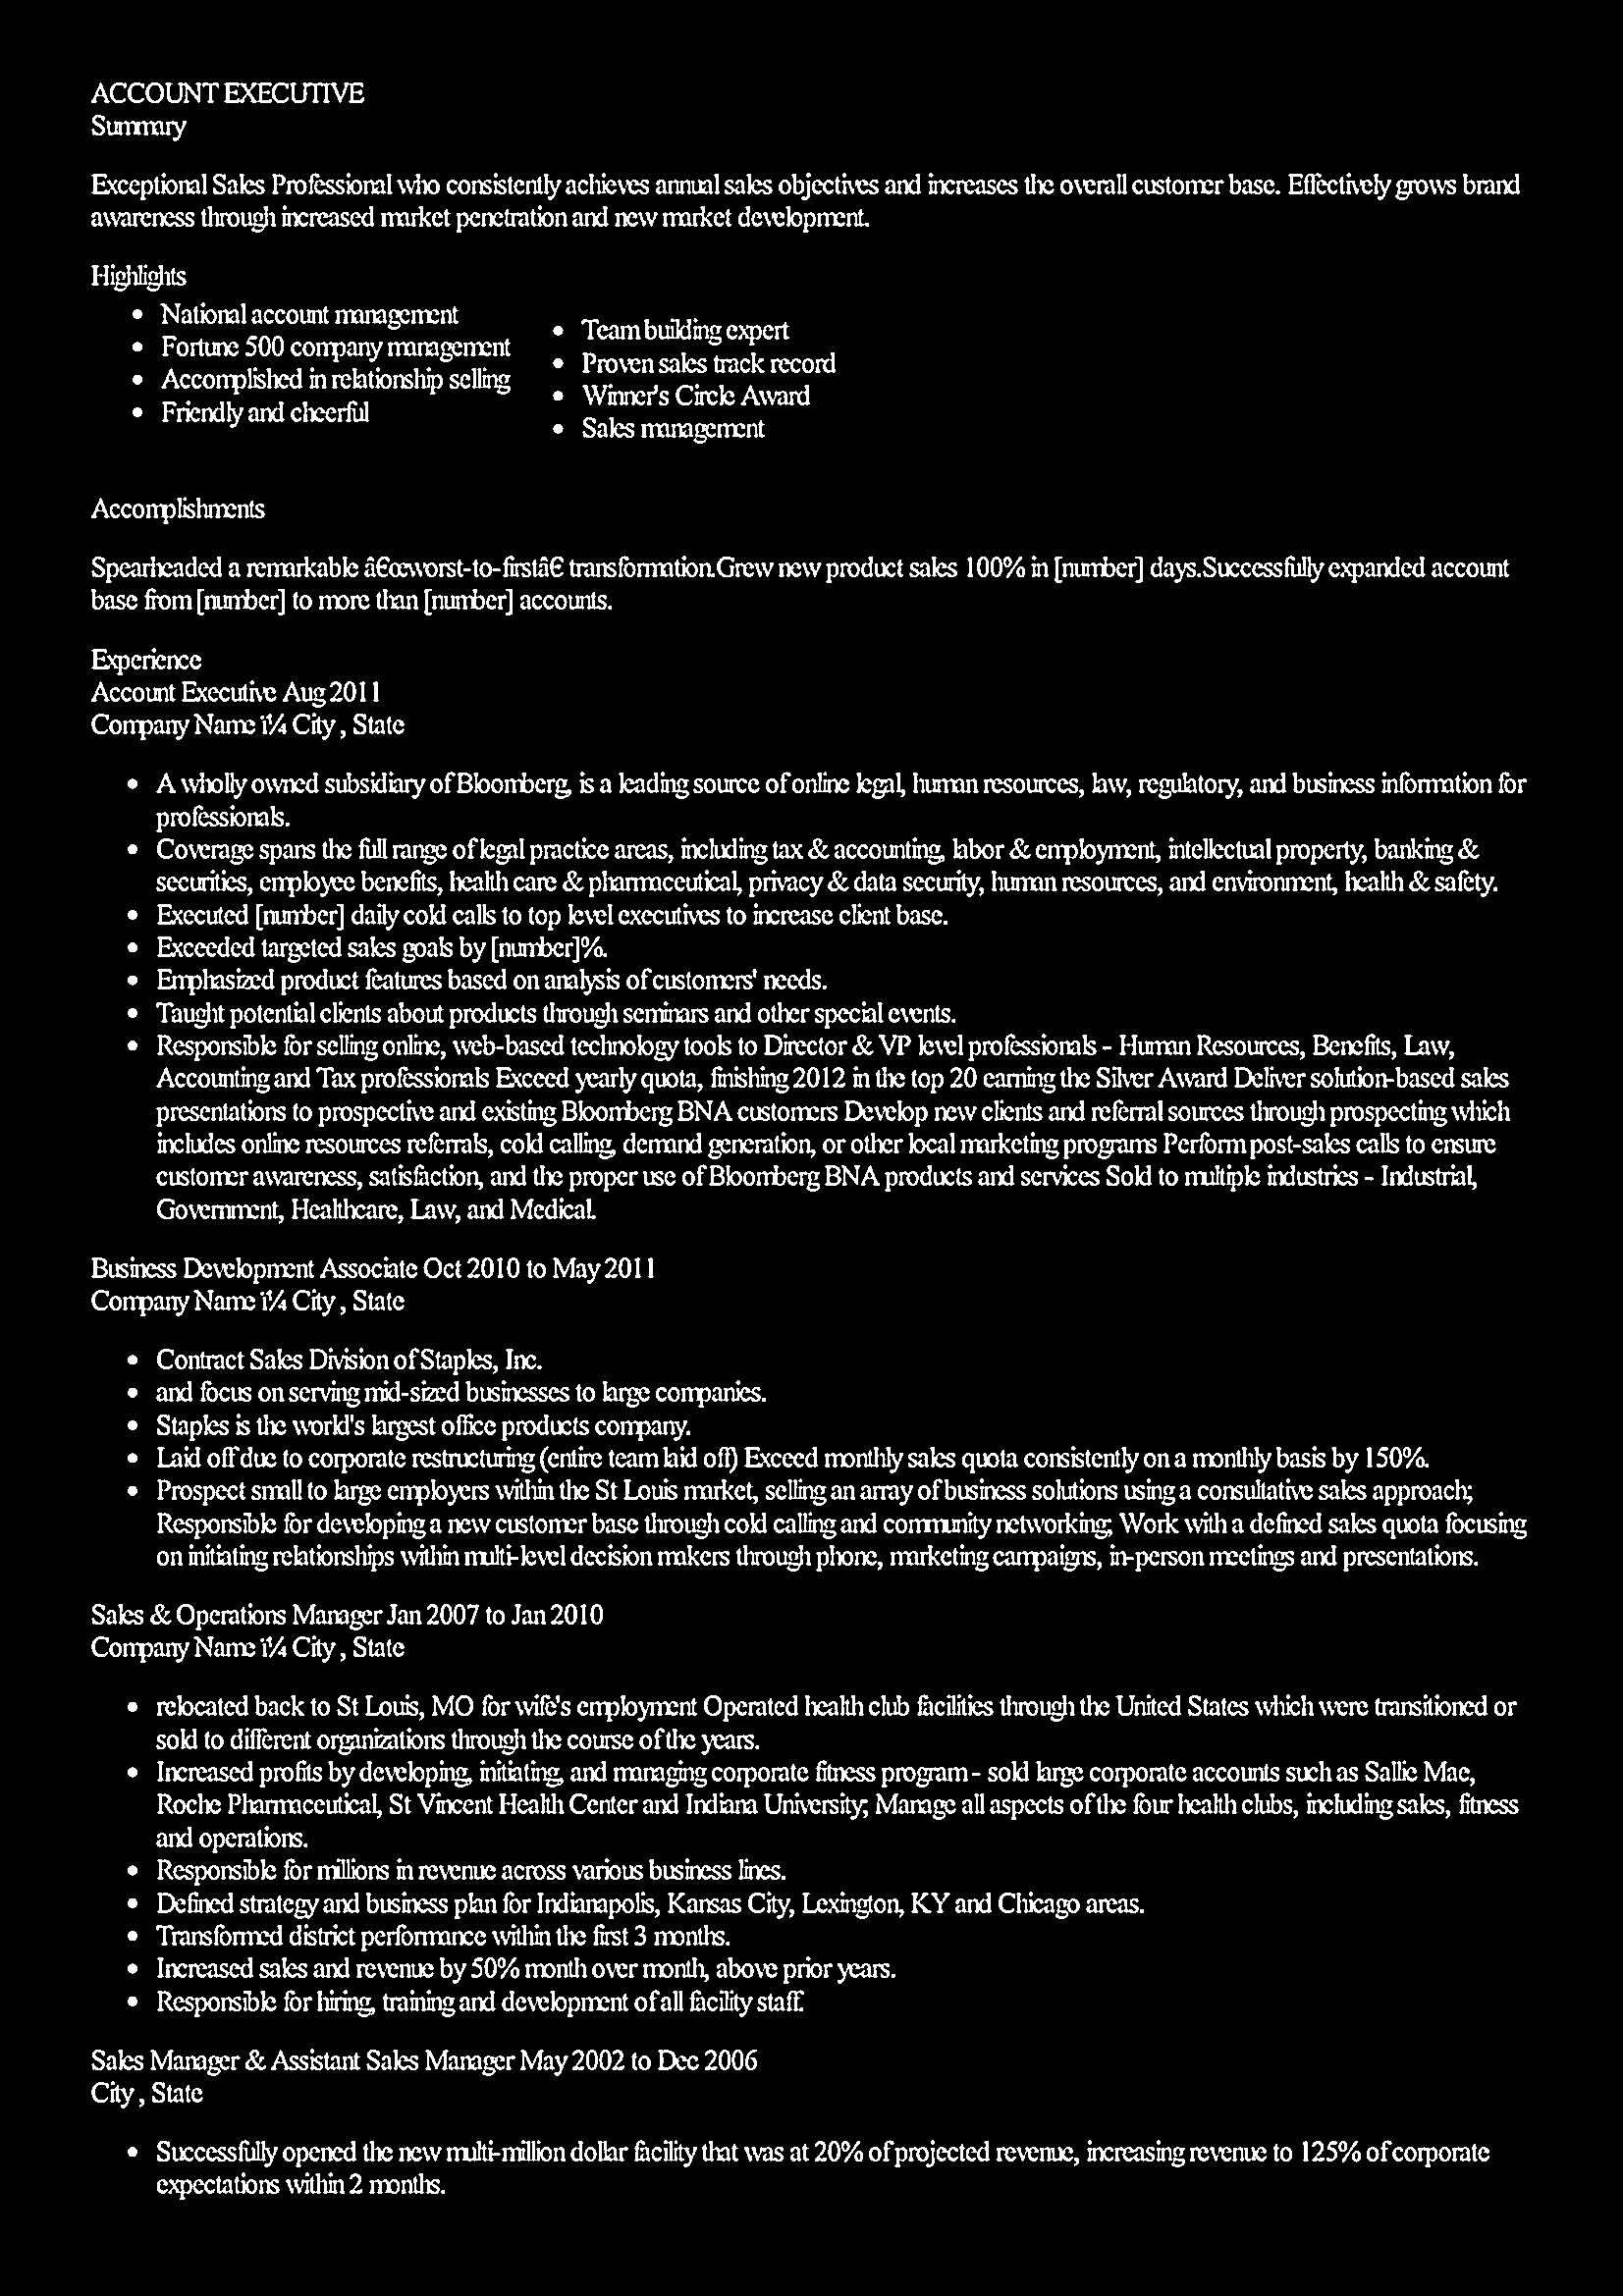 ACCOUNT EXECUTIVE
Summary
Exceptional Sales Professional who consistently achieves annual sales objectives and increases the overall customer base. Effectively grows brand
awareness through increased market penetration and new market development.
Highlights
• National account management
• Fortune 500 company management
• Accomplished in relationship selling
• Friendly and cheerful
• Team building expert
• Proven sales track record
• Winner's Circle Award
• Sales management
Accomplishments
Spearheaded a remarkable â€œworst-to-firstâ€ transformation.Grew new product sales 100% in [number] days.Successfully expanded account
base from [number] to more than [number] accounts.
Experience
Account Executive Aug 2011
Company Name ï¼ City , State
• A wholly owned subsidiary of Bloomberg, is a leading source of online legal, human resources, law, regulatory, and business information for
professionals.
• Coverage spans the full range of legal practice areas, including tax & accounting, labor & employment, intellectual property, banking &
securities, employee benefits, health care & pharmaceutical, privacy & data security, human resources, and environment, health & safety.
• Executed [number] daily cold calls to top level executives to increase client base.
• Exceeded targeted sales goals by [number]%.
• Emphasized product features based on analysis of customers' needs.
• Taught potential clients about products through seminars and other special events.
• Responsible for selling online, web-based technology tools to Director & VP level professionals - Human Resources, Benefits, Law,
Accounting and Tax professionals Exceed yearly quota, finishing 2012 in the top 20 earning the Silver Award Deliver solution-based sales
presentations to prospective and existing Bloomberg BNA customers Develop new clients and referral sources through prospecting which
includes online resources referrals, cold calling, demand generation, or other local marketing programs Perform post-sales calls to ensure
customer awareness, satisfaction, and the proper use of Bloomberg BNA products and services Sold to multiple industries - Industrial,
Government, Healthcare, Law, and Medical.
Business Development Associate Oct 2010 to May 2011
Company Name ï¼ City , State
• Contract Sales Division of Staples, Inc.
• and focus on serving mid-sized businesses to large companies.
• Staples is the world's largest office products company.
• Laid off due to corporate restructuring (entire team laid off) Exceed monthly sales quota consistently on a monthly basis by 150%.
• Prospect small to large employers within the St Louis market, selling an array of business solutions using a consultative sales approach;
Responsible for developing a new customer base through cold calling and community networking; Work with a defined sales quota focusing
on initiating relationships within multi-level decision makers through phone, marketing campaigns, in-person meetings and presentations.
Sales & Operations Manager Jan 2007 to Jan 2010
Company Name ï¼ City , State
• relocated back to St Louis, MO for wife's employment Operated health club facilities through the United States which were transitioned or
sold to different organizations through the course of the years.
• Increased profits by developing, initiating, and managing corporate fitness program - sold large corporate accounts such as Sallie Mae,
Roche Pharmaceutical, St Vincent Health Center and Indiana University; Manage all aspects of the four health clubs, including sales, fitness
and operations.
• Responsible for millions in revenue across various business lines.
• Defined strategy and business plan for Indianapolis, Kansas City, Lexington, KY and Chicago areas.
• Transformed district performance within the first 3 months.
• Increased sales and revenue by 50% month over month, above prior years.
• Responsible for hiring, training and development of all facility staff.
Sales Manager & Assistant Sales Manager May 2002 to Dec 2006
City , State
• Successfully opened the new multi-million dollar facility that was at 20% of projected revenue, increasing revenue to 125% of corporate
expectations within 2 months.